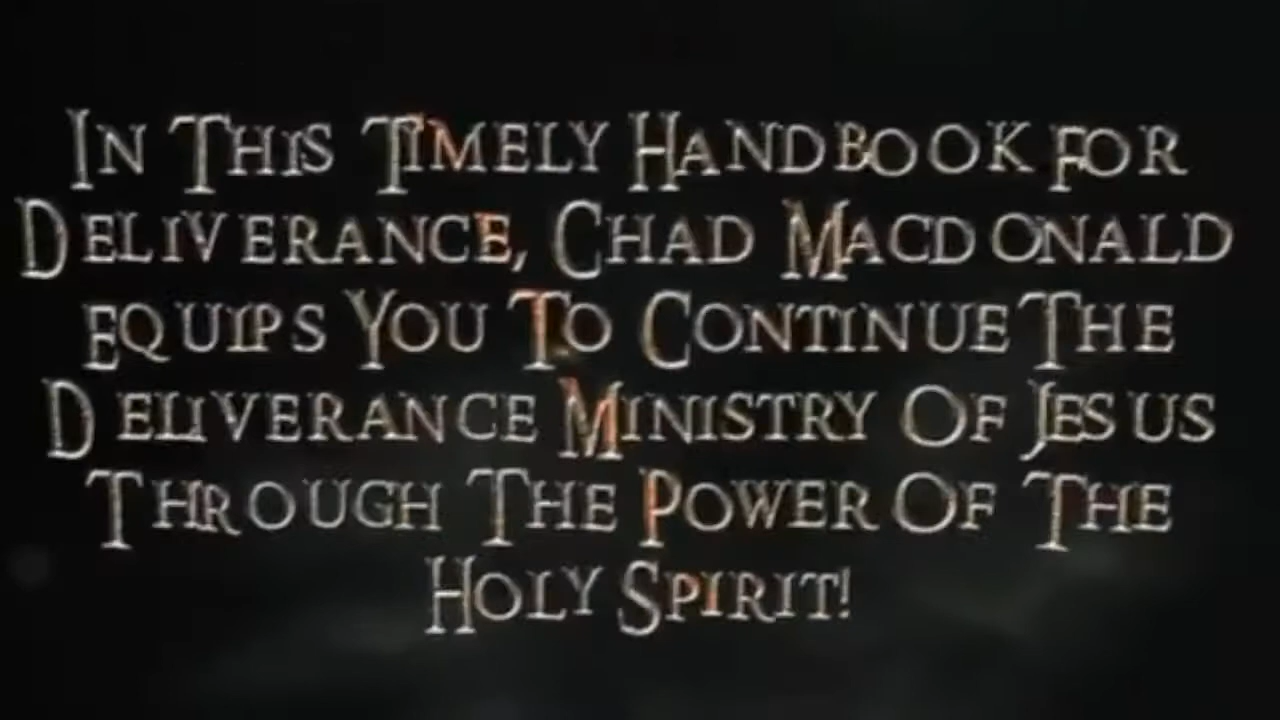 In This Timely Handbook For
Deliverance, Chad Macdonald
Equips You To Continue The
Deliverance Ministry Of Jesus
Through The Power Of The
Holy Spirit!